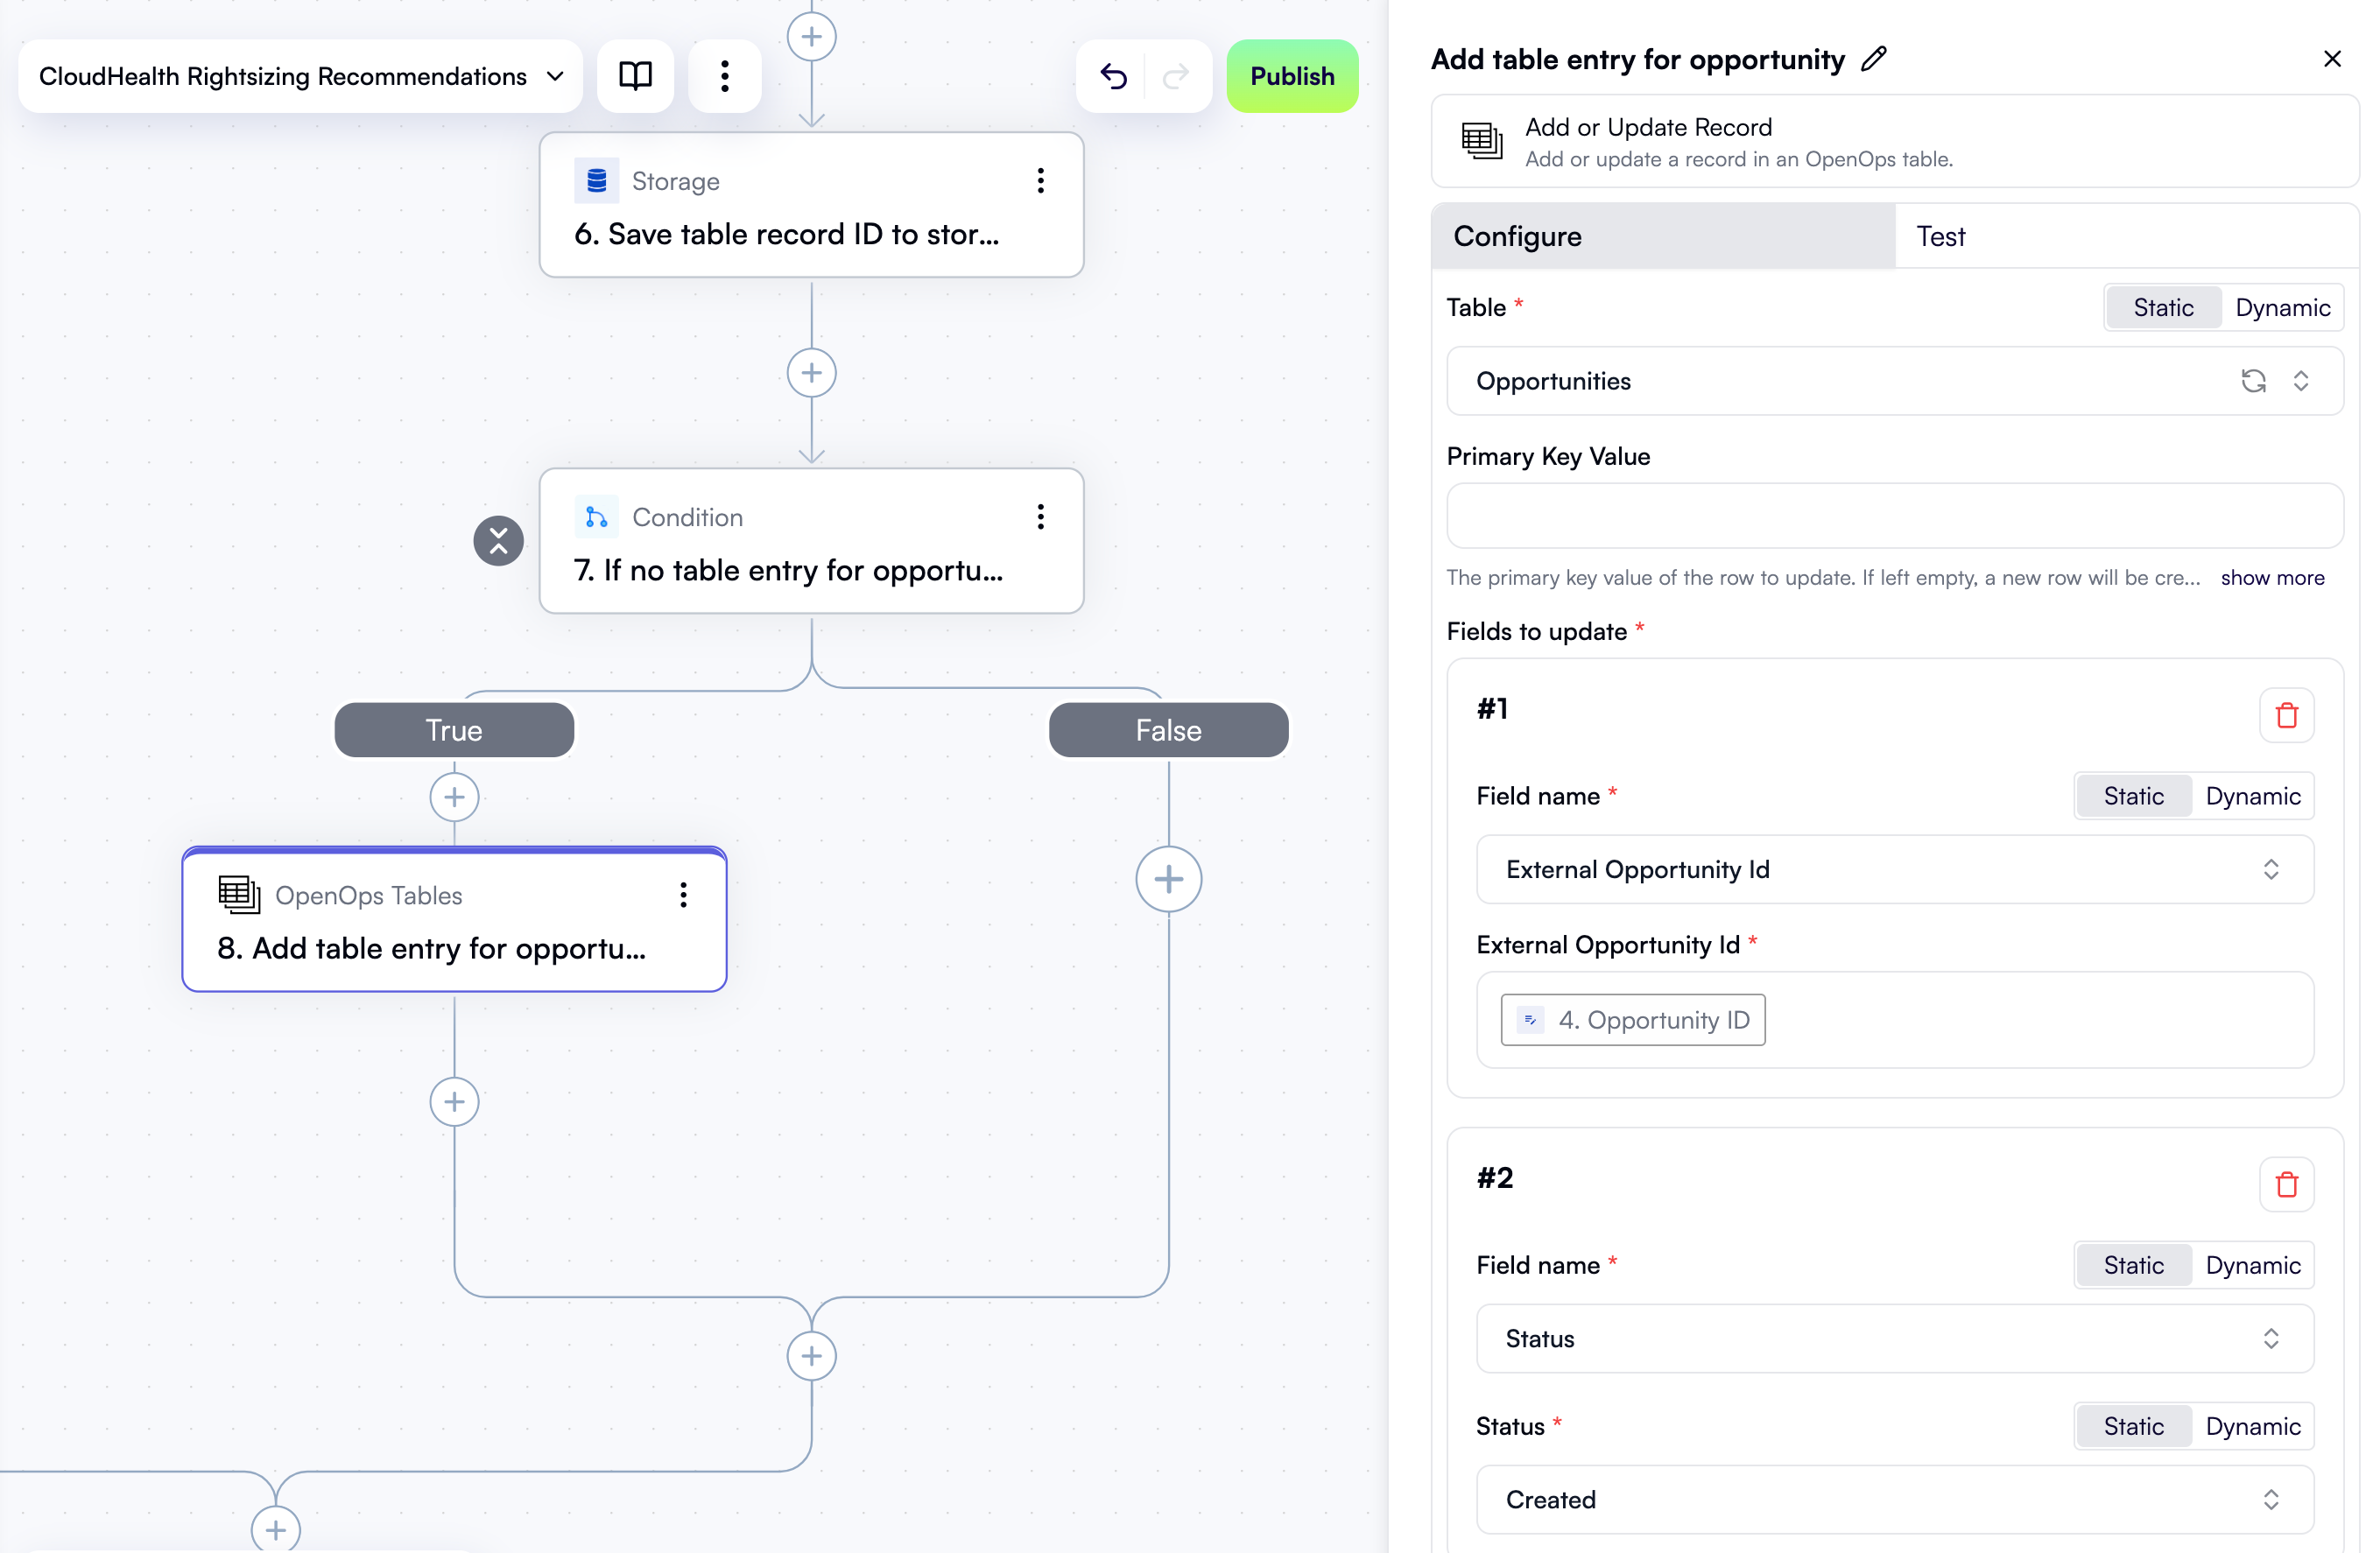 CloudHealth Rightsizing Recommendations
Publish
Storage
6. Save table record ID to stor...
Condition
7. If no table entry for opportu...
True
False
OpenOps Tables
8. Add table entry for opportu...
Add table entry for opportunity
Add or Update Record
Add or update a record in an OpenOps table.
Configure
Test
Table *
Static
Dynamic
Opportunities
Primary Key Value
The primary key value of the row to update. If left empty, a new row will be cre...
show more
Fields to update *
#1
Field name *
Static
Dynamic
External Opportunity Id
External Opportunity Id *
4. Opportunity ID
#2
Field name *
Static
Dynamic
Status
Status *
Static
Dynamic
Created